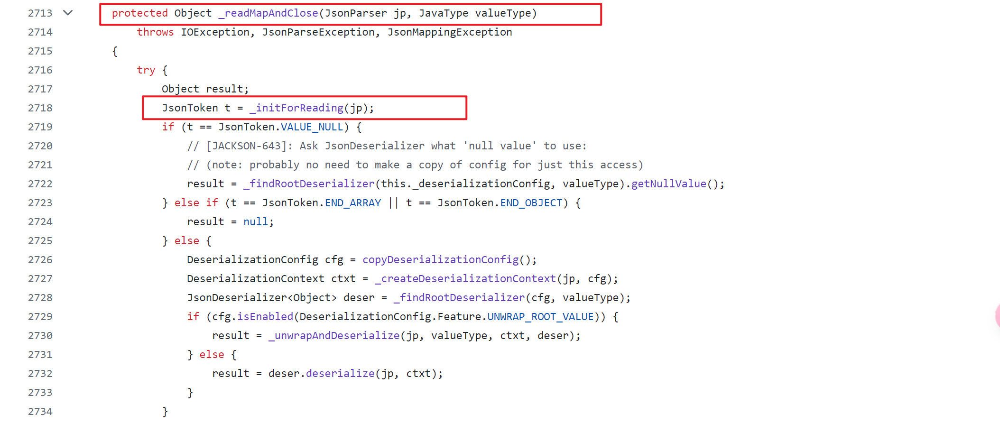 2713 protected Object _readMapAndClose(JsonParser jp, JavaType valueType)
2714 throws IOException, JsonParseException, JsonMappingException
2715 {
2716 try {
2717 Object result;
2718 JsonToken t = _initForReading(jp);
2719 if (t == JsonToken.VALUE_NULL) {
2720 // [JACKSON-643]: Ask JsonDeserializer what 'null value' to use:
2721 // (note: probably no need to make a copy of config for just this access)
2722 result = _findRootDeserializer(this._deserializationConfig, valueType).getNullValue();
2723 } else if (t == JsonToken.END_ARRAY || t == JsonToken.END_OBJECT) {
2724 result = null;
2725 } else {
2726 DeserializationConfig cfg = copyDeserializationConfig();
2727 DeserializationContext ctxt = _createDeserializationContext(jp, cfg);
2728 JsonDeserializer<Object> deser = _findRootDeserializer(cfg, valueType);
2729 if (cfg.isEnabled(DeserializationConfig.Feature.UNWRAP_ROOT_VALUE)) {
2730 result = _unwrapAndDeserialize(jp, valueType, ctxt, deser);
2731 } else {
2732 result = deser.deserialize(jp, ctxt);
2733 }
2734 }